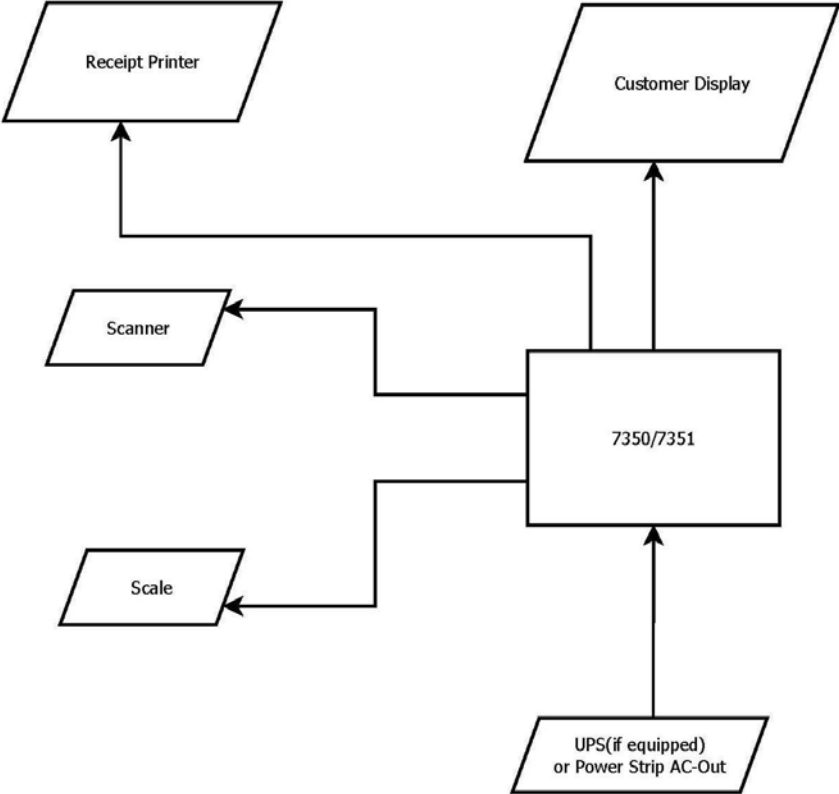 Receipt Printer
Customer Display
Scanner
7350/7351
Scale
UPS(if equipped)
or Power Strip AC-Out